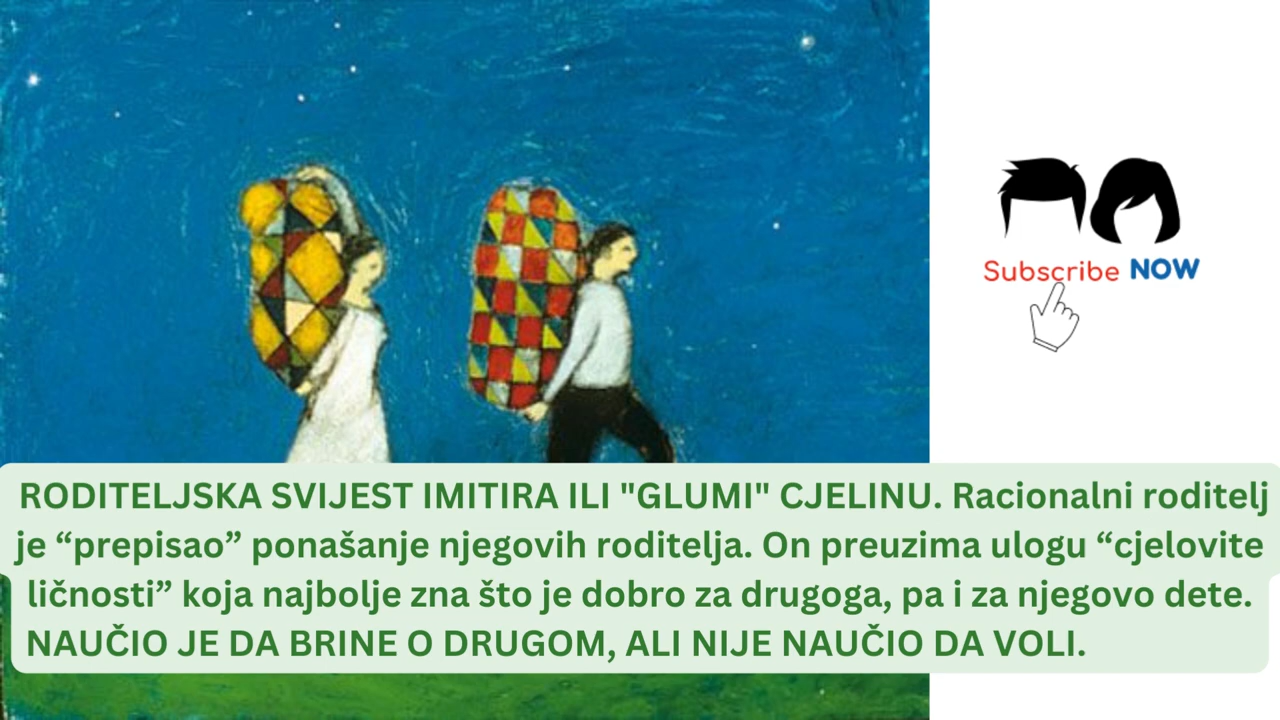 Subscribe NOW
RODITELJSKA SVIJEST IMITIRA ILI "GLUMI" CJELINU. Racionalni roditelj
je “prepisao” ponašanje njegovih roditelja. On preuzima ulogu “cjelovite
ličnosti” koja najbolje zna što je dobro za drugoga, pa i za njegovo dete.
NAUČIO JE DA BRINE O DRUGOM, ALI NIJE NAUČIO DA VOLI.